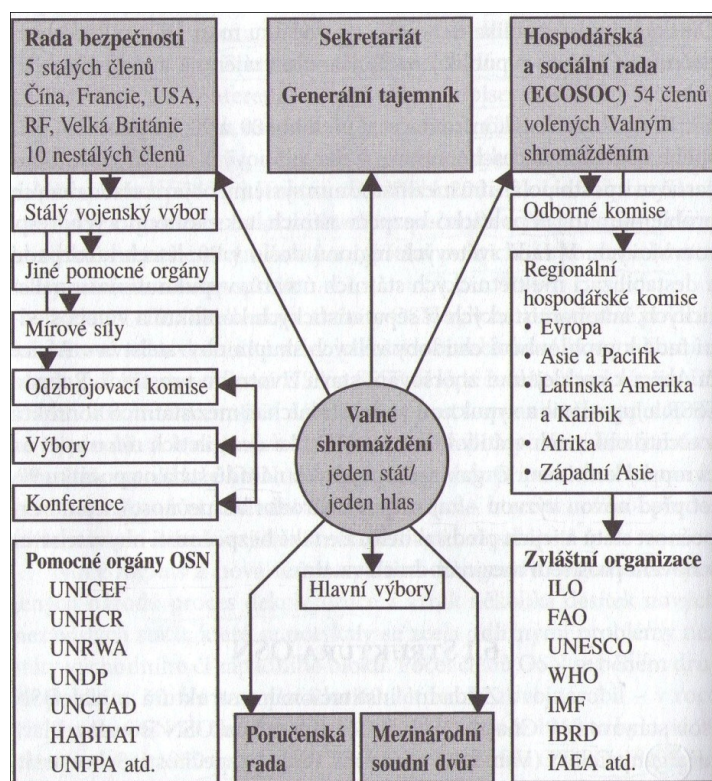 Rada bezpečnosti
5 stálých členů
Čína, Francie, USA,
RF, Velká Británie
10 nestálých členů
Sekretariát
Generální tajemník
Hospodářská
a sociální rada
(ECOSOC) 54 členů
volených Valným
shromážděním
Stálý vojenský výbor
Jiné pomocné orgány
Mírové síly
Odzbrojovací komise
Výbory
Konference
Odborné komise
Regionální
hospodářské komise
• Evropa
• Asie a Pacifik
• Latinská Amerika
a Karibik
• Afrika
• Západní Asie
Valné
shromáždění
jeden stát/
jeden hlas
Pomocné orgány OSN
UNICEF
UNHCR
UNRWA
UNDP
UNCTAD
HABITAT
UNFPA atd.
Hlavní výbory
Poručenská
rada
Mezinárodní
soudní dvůr
Zvláštní organizace
ILO
FAO
UNESCO
WHO
IMF
IBRD
IAEA atd.